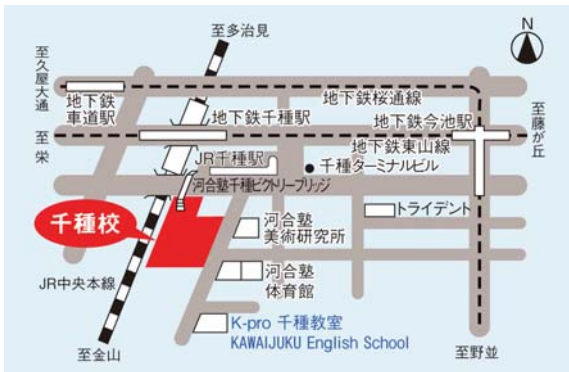 至多治見
N
至久屋大通
地下鉄桜通線
地下鉄
車道駅
地下鉄千種駅
地下鉄今池駅
至藤が丘
至栄
地下鉄東山線
JR千種駅
千種ターミナルビル
河合塾千種ビクトリーブリッジ
トライデント
千種校
河合塾
美術研究所
河合塾
体育館
JR中央本線
K-pro 千種教室
KAWAIJUKU English School
至金山
至野並